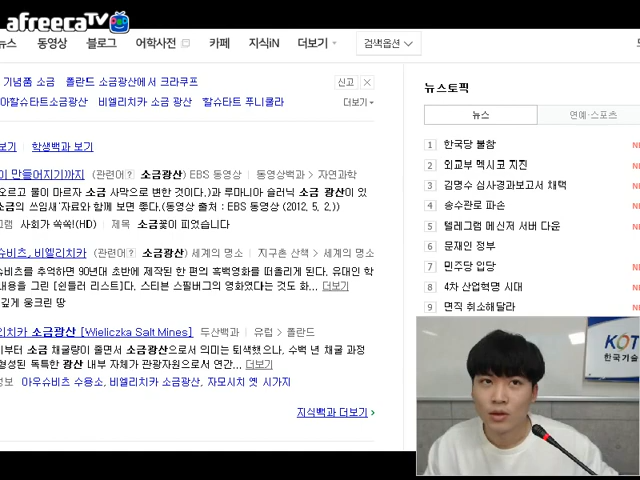 afreecaTV
뉴스 동영상 블로그 어학사전 카페 지식iN 더보기 검색옵션
기념품 소금 폴란드 소금광산에서 크라쿠프 신고
아할슈타트소금광산 비엘리치카 소금 광산 '할슈타트 푸니쿨라 더보기
보기 학생백과 보기
이 만들어지기까지 (관련어? 소금광산) EBS 동영상 동영상백과 > 자연과학
오르고 물이 마르자 소금 사막으로 변한 것이다.)과 루마니아 슬러닉 소금 광산이 있
소금의 쓰임새'자료와 함께 보면 좋다.(동영상 출처 : EBS 동영상 (2012, 5, 2,))
그램 사회가 쏙쏙!(HD) 제목 소금꽃이 피었습니다
슈비츠, 비엘리치카 (관련어? 소금광산) 세계의 명소 지구촌 산책 > 세계의 명소
슈비츠를 추억하면 90년대 초반에 제작된 한 편의 흑백영화를 떠올리게 된다. 유대인 학
내용을 그린 [쉰들러 리스트]다. 스티븐 스필버그의 영화였다는 것도 화... 더보기
깊게 웅크린 땅
리치카 소금광산 [Wieliczka Salt Mines] 두산백과 유럽 > 폴란드
부터 소금 채굴량이 줄면서 소금광산으로서 의미는 퇴색했으나, 수백 년 채굴 과정
형성된 독특한 광산 내부 자체가 관광자원으로서 연간... 더보기
정보 아우슈비츠 수용소, 비엘리치카 소금광산, 자모시치 옛 시가지
지식백과 더보기
뉴스토픽
뉴스 연예·스포츠
1 한국당 불참
2 외교부 멕시코 지진
3 김명수 심사경과보고서 채택
4 송수관로 파손
5 텔레그램 메신저 서버 다운
6 문재인 정부
7 민주당 압당
8 4차 산업혁명 시대
9 면직 취소해달라
KOT
한국기술